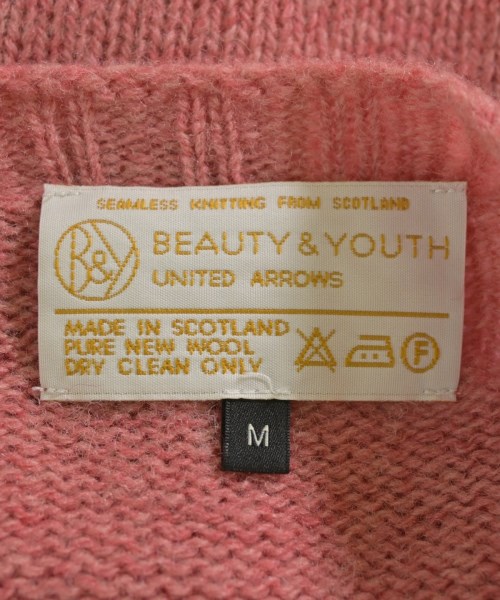 SEAMLESS KNITTING FROM SCOTLAND
B&Y
BEAUTY & YOUTH
UNITED ARROWS
MADE IN SCOTLAND
PURE NEW WOOL
DRY CLEAN ONLY
F
M